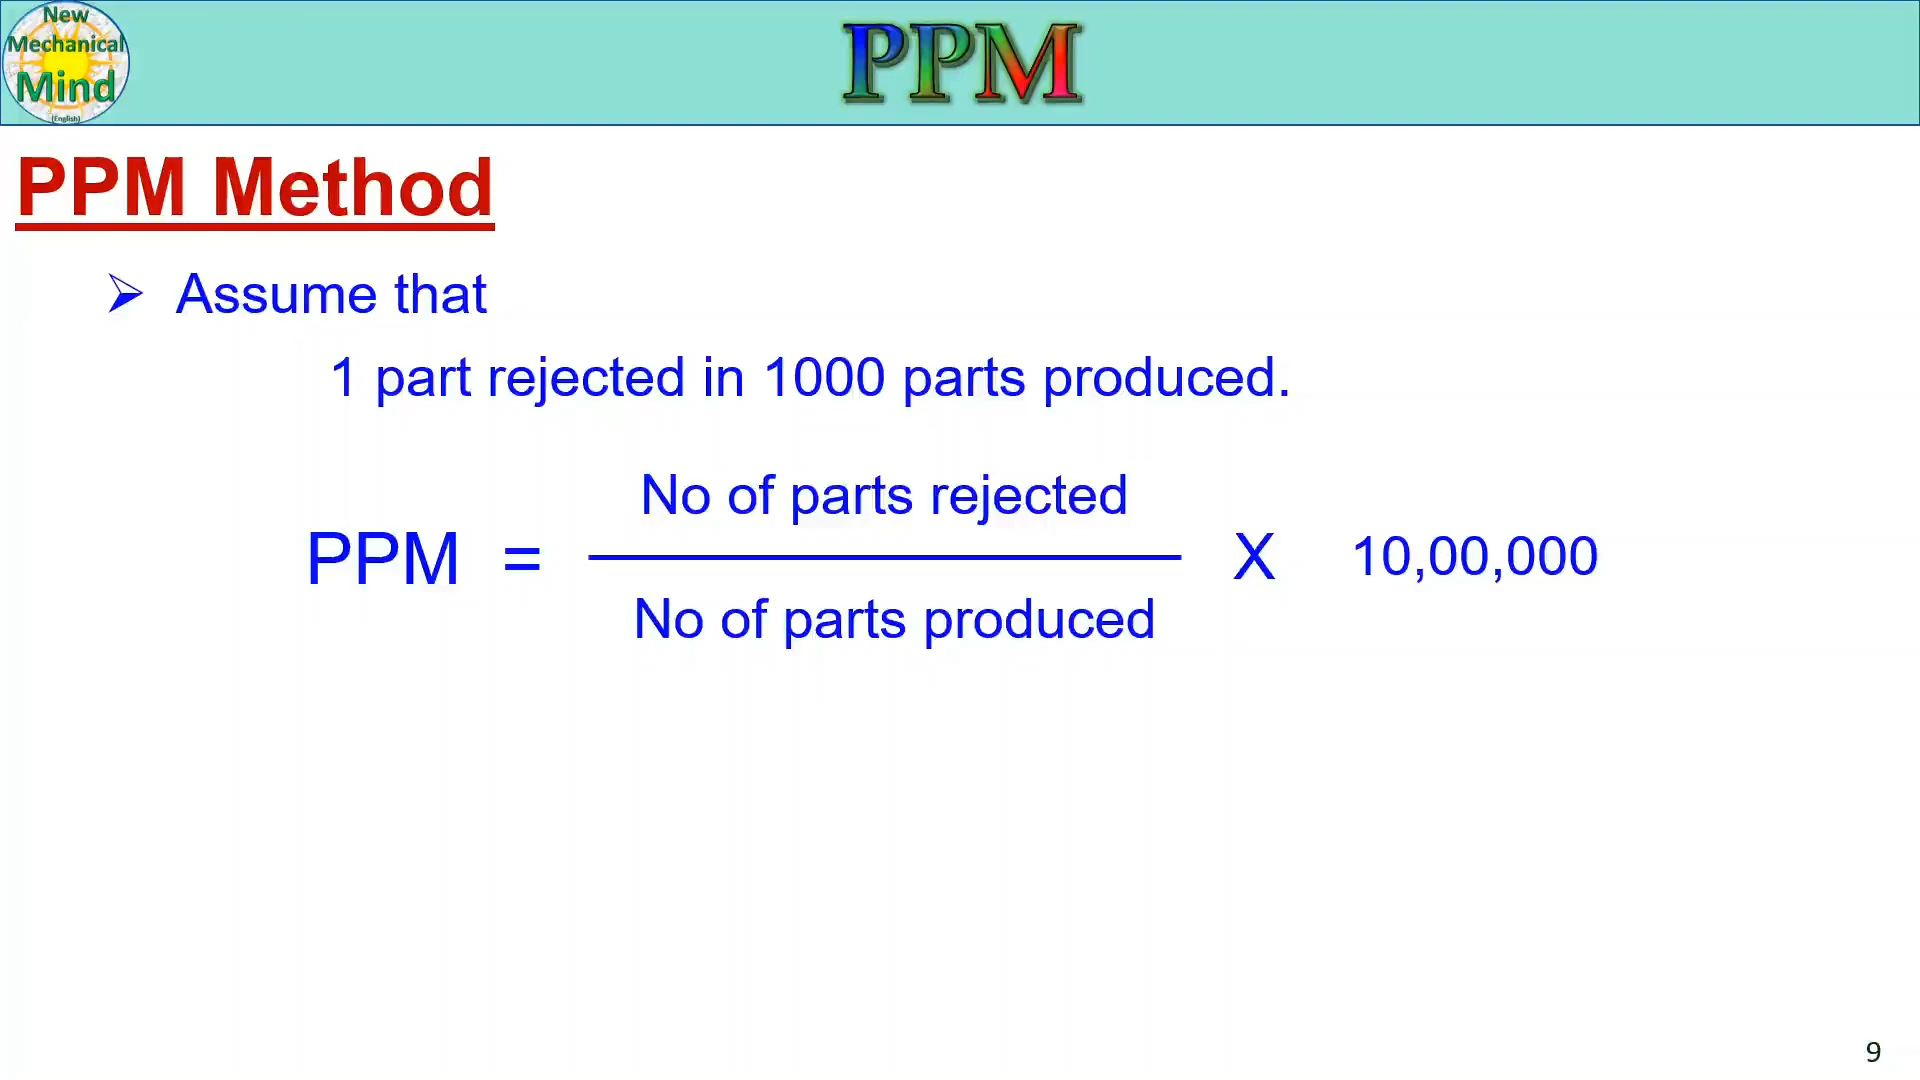 New
Mechanical
Mind
(English)
PPM
PPM Method
➢ Assume that
1 part rejected in 1000 parts produced.
No of parts rejected
PPM = X 10,00,000
No of parts produced
9